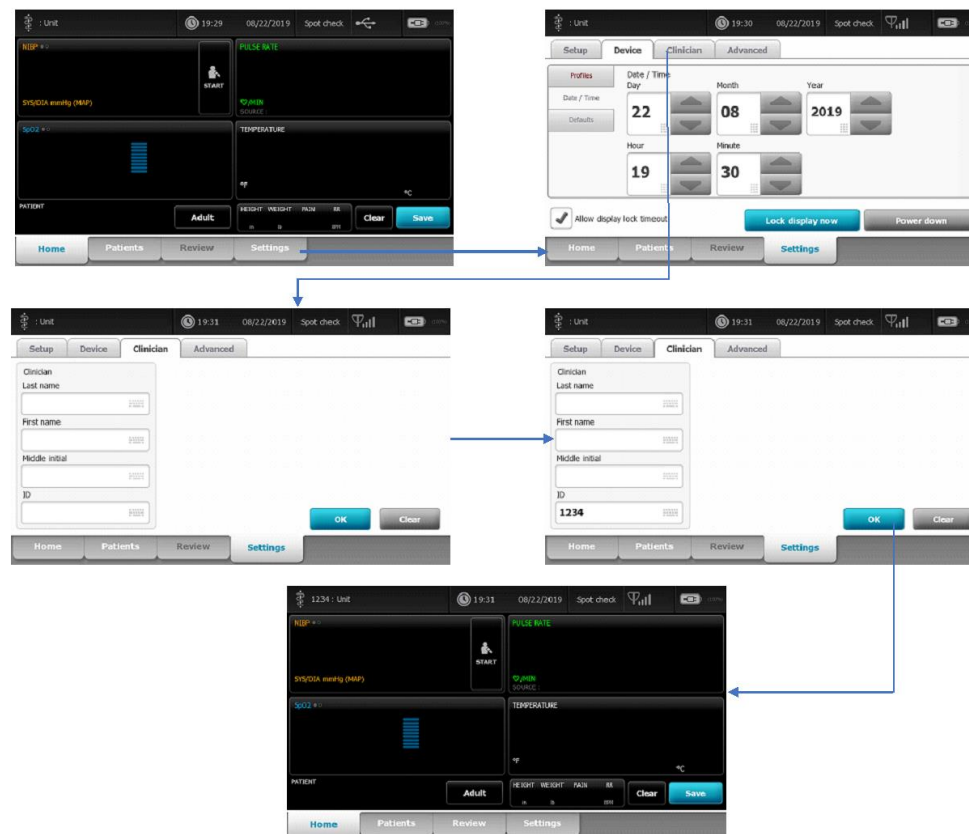 : Unit 19:29 08/22/2019 Spot check
NIBP
START
SYS/DIA mmHg (MAP)
PULSE RATE
/MIN
SOURCE :
SpO2
TEMPERATURE
°F
°C
PATIENT
Adult
HEIGHT WEIGHT PAIN RR
in lb BPM
Clear Save
Home Patients Review Settings
: Unit 19:30 08/22/2019 Spot check
Setup Device Clinician Advanced
Profiles
Date / Time
Defaults
Date / Time
Day Month Year
22 08 2019
Hour Minute
19 30
Allow display lock timeout
Lock display now Power down
Home Patients Review Settings
: Unit 19:31 08/22/2019 Spot check
Setup Device Clinician Advanced
Clinician
Last name
First name
Middle initial
ID
OK Clear
Home Patients Review Settings
: Unit 19:31 08/22/2019 Spot check
Setup Device Clinician Advanced
Clinician
Last name
First name
Middle initial
ID
1234
OK Clear
Home Patients Review Settings
1234 : Unit 19:31 08/22/2019 Spot check
NIBP
START
SYS/DIA mmHg (MAP)
PULSE RATE
/MIN
SOURCE :
SpO2
TEMPERATURE
°F
°C
PATIENT
Adult
HEIGHT WEIGHT PAIN RR
in lb BPM
Clear Save
Home Patients Review Settings